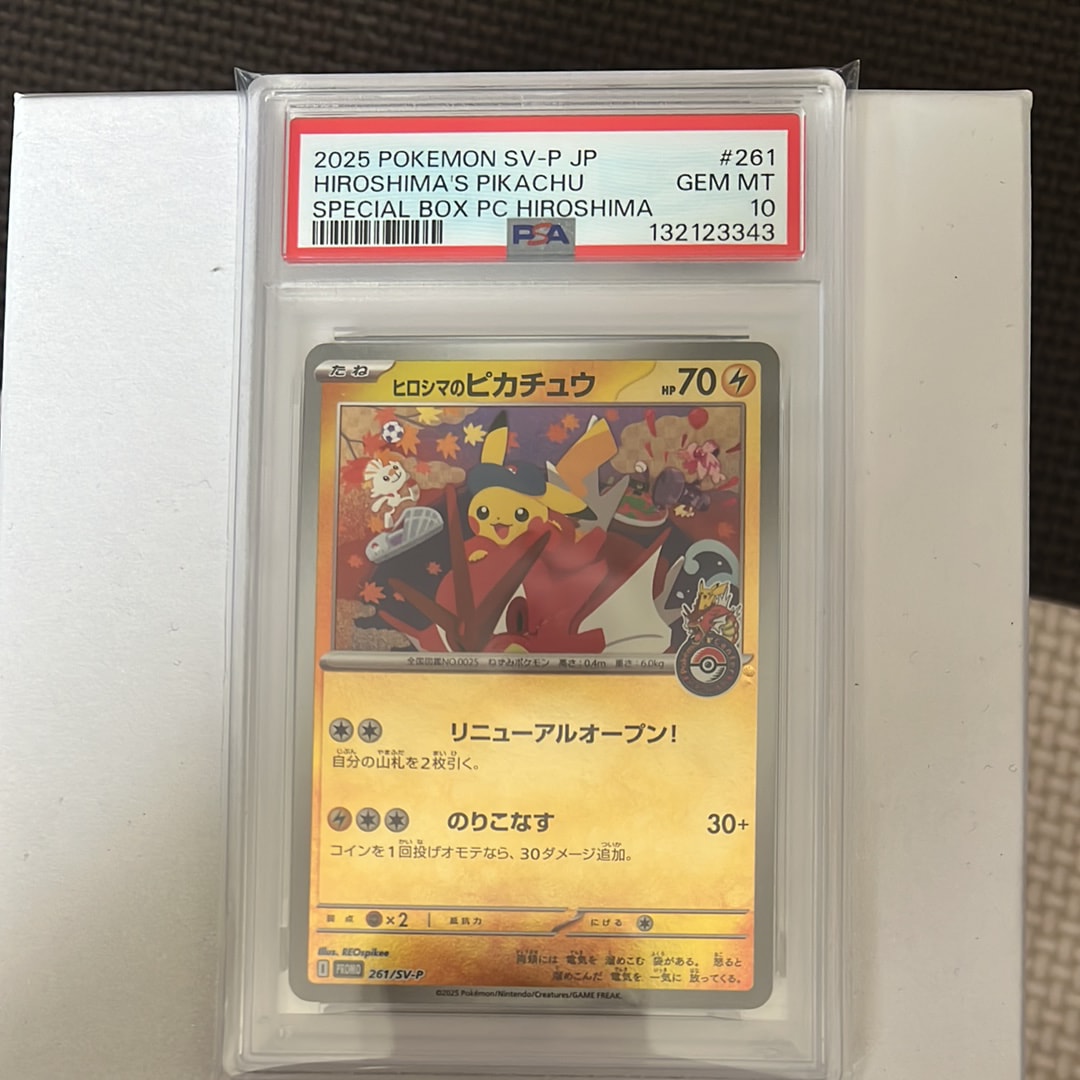 2025 POKEMON SV-P JP #261
HIROSHIMA'S PIKACHU GEM MT
SPECIAL BOX PC HIROSHIMA 10
PSA 132123343
たね ヒロシマのピカチュウ HP70
全国図鑑NO.0025 ねずみポケモン 高さ:0.4m 重さ:6.0kg
リニューアルオープン!
自分の山札を2枚引く。
のりこなす 30+
コインを1回投げオモテなら、30ダメージ追加。
弱点 ×2 抵抗力 にげる
Illus. REOspikee
両頬には 電気を 溜めこむ 袋がある。 怒ると
PROMO 261/SV-P 溜めこんだ 電気を 一気に 放ってくる。
©2025 Pokémon/Nintendo/Creatures/GAME FREAK.